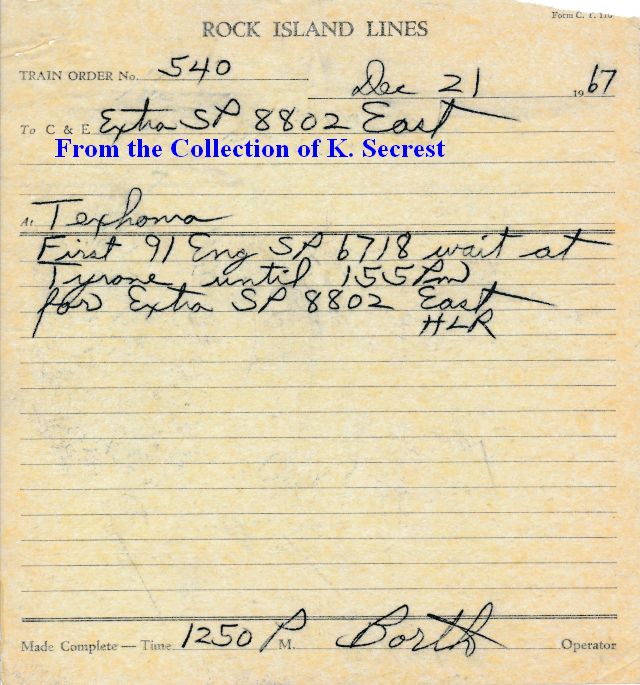 Form C. T. 110
ROCK ISLAND LINES
TRAIN ORDER No. 540 Dec 21 1967
To C & E Extra SP 8802 East
From the Collection of K. Secrest
At Texhoma
First 91 Eng SP 6718 wait at
Tyrone until 155 Pm
for Extra SP 8802 East
HLR
Made Complete — Time 1250 P M. Borth Operator